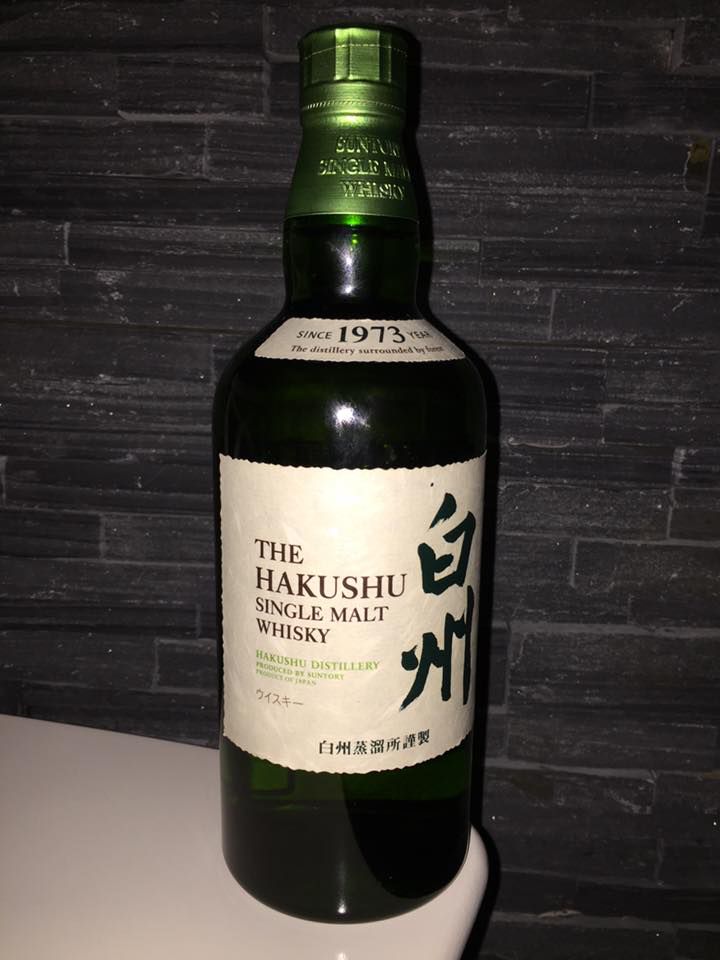 SUNTORY
SINGLE MALT
WHISKY
SINCE 1973 YEAR
The distillery surrounded by forest
THE
HAKUSHU
SINGLE MALT
WHISKY
白州
HAKUSHU DISTILLERY
PRODUCED BY SUNTORY
PRODUCT OF JAPAN
ウイスキー
白州蒸溜所謹製